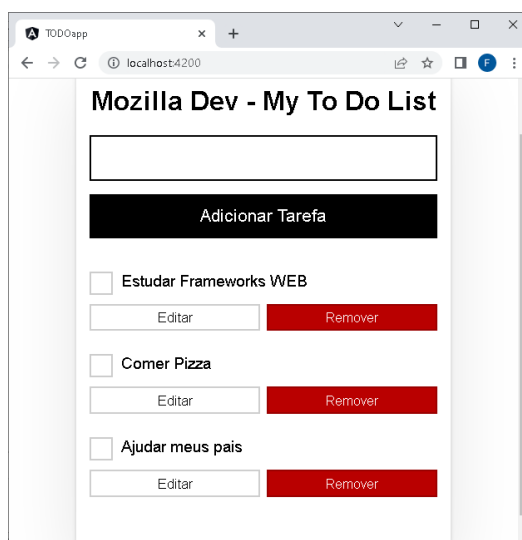 TODOapp
localhost:4200
F
Mozilla Dev - My To Do List
Adicionar Tarefa
Estudar Frameworks WEB
Editar Remover
Comer Pizza
Editar Remover
Ajudar meus pais
Editar Remover